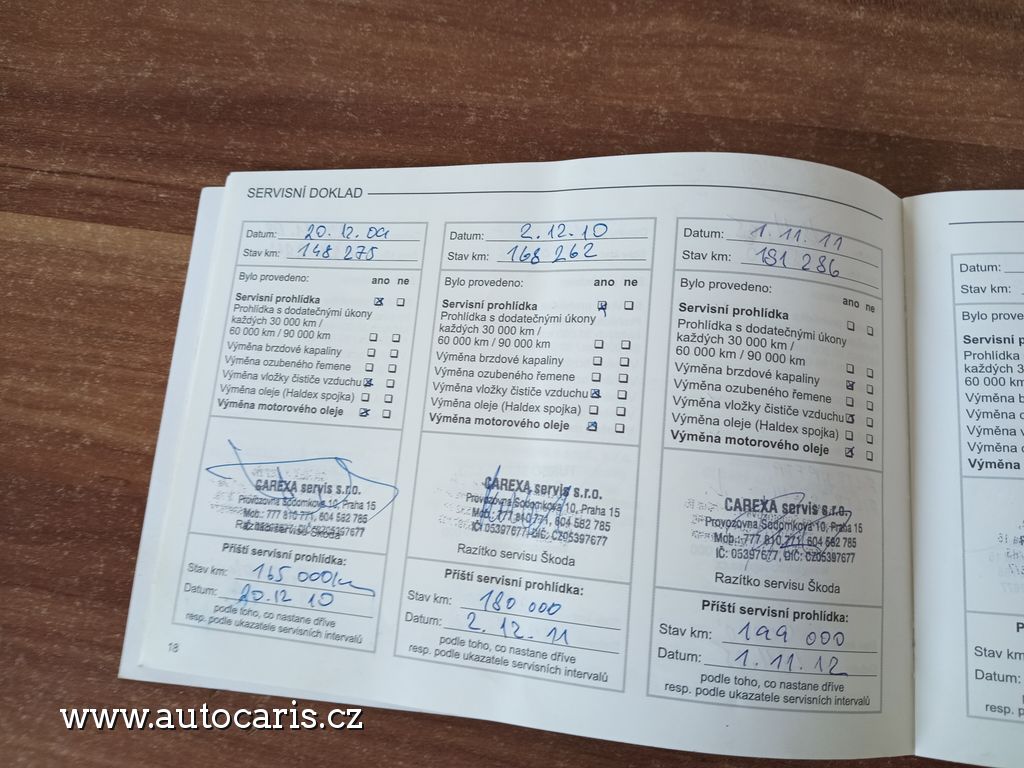 SERVISNÍ DOKLAD
Datum: 20.12.09
Stav km: 148 275
Bylo provedeno: ano ne
Servisní prohlídka
Prohlídka s dodatečnými úkony
každých 30 000 km /
60 000 km / 90 000 km
Výměna brzdové kapaliny
Výměna ozubeného řemene
Výměna vložky čističe vzduchu
Výměna oleje (Haldex spojka)
Výměna motorového oleje
CAREXA servis s.r.o.
Provozovna Sodomkova 10, Praha 15
Mob.: 777 810 771, 604 582 785
Razítko servisu Škoda
Příští servisní prohlídka:
Stav km: 165 000km
Datum: 20.12 10
podle toho, co nastane dříve
resp. podle ukazatele servisních intervalů
18
Datum: 2.12.10
Stav km: 168 262
Bylo provedeno: ano ne
Servisní prohlídka
Prohlídka s dodatečnými úkony
každých 30 000 km /
60 000 km / 90 000 km
Výměna brzdové kapaliny
Výměna ozubeného řemene
Výměna vložky čističe vzduchu
Výměna oleje (Haldex spojka)
Výměna motorového oleje
CAREXA servis s.r.o.
Provozovna Sodomkova 10, Praha 15
Mob.: 777 810 771, 604 582 785
IČ: 05397677, DIČ: CZ05397677
Razítko servisu Škoda
Příští servisní prohlídka:
Stav km: 180 000
Datum: 2.12.11
podle toho, co nastane dříve
resp. podle ukazatele servisních intervalů
Datum: 1.11.11
Stav km: 181 286
Bylo provedeno: ano ne
Servisní prohlídka
Prohlídka s dodatečnými úkony
každých 30 000 km /
60 000 km / 90 000 km
Výměna brzdové kapaliny
Výměna ozubeného řemene
Výměna vložky čističe vzduchu
Výměna oleje (Haldex spojka)
Výměna motorového oleje
CAREXA servis s.r.o.
Provozovna Sodomkova 10, Praha 15
Mob.: 777 810 771, 604 582 785
IČ: 05397677, DIČ: CZ05397677
Razítko servisu Škoda
Příští servisní prohlídka:
Stav km: 199 000
Datum: 1.11.12
podle toho, co nastane dříve
resp. podle ukazatele servisních intervalů
Datum:
Stav km:
Bylo prove
Servisní p
Prohlídka
každých 3
60 000 km
Výměna b
Výměna o
Výměna v
Výměna o
Výměna
P
Stav km
Datum:
resp. p
www.autocaris.cz